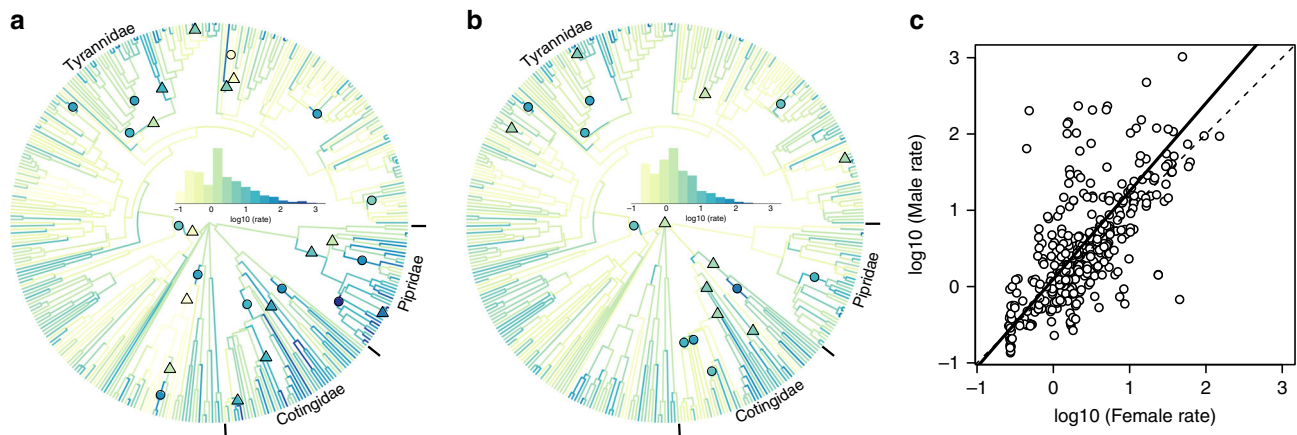 a
Tyrannidae
−1 0 1 2 3
log10 (rate)
Pipridae
Cotingidae
b
Tyrannidae
−1 0 1 2 3
log10 (rate)
Pipridae
Cotingidae
c
3
2
1
0
−1
log10 (Male rate)
−1 0 1 2 3
log10 (Female rate)